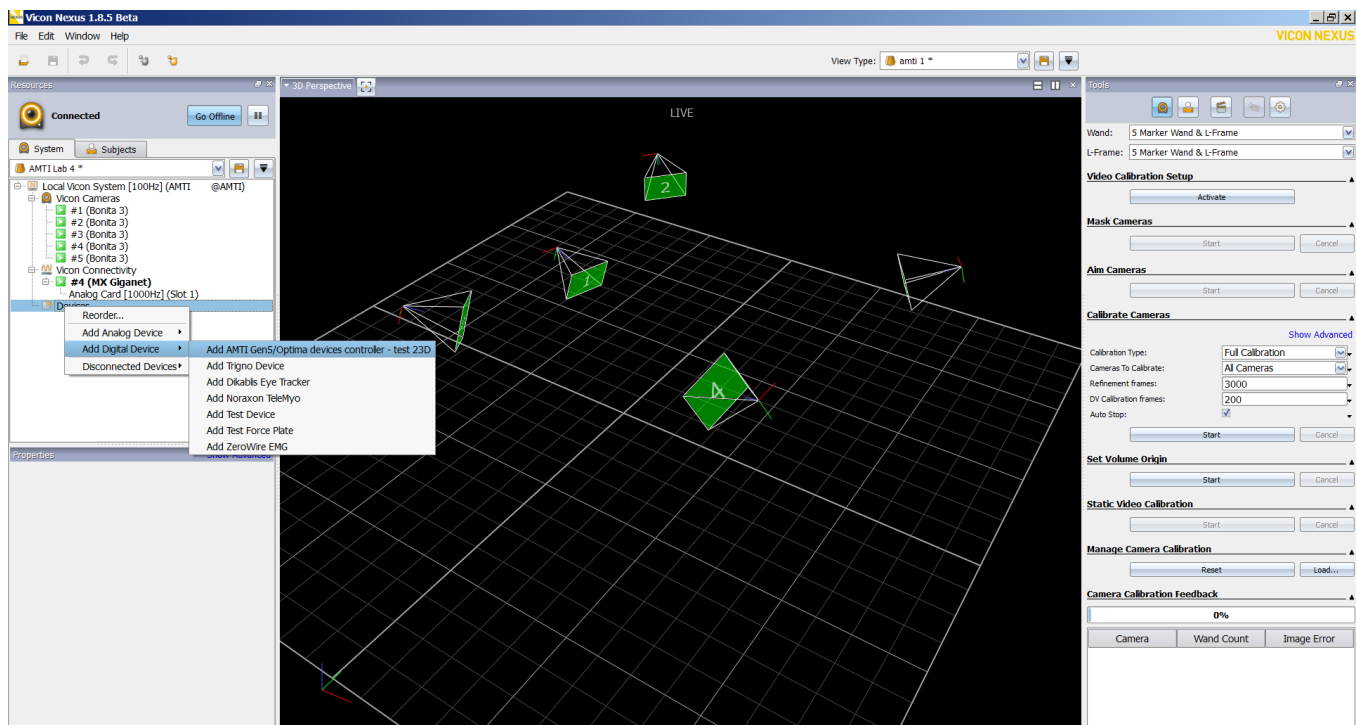 Vicon Nexus 1.8.5 Beta
File Edit Window Help
VICON NEXUS
View Type: amti 1 *
Resources
3D Perspective
Tools
Connected
Go Offline
LIVE
System
Subjects
AMTI Lab 4 *
Local Vicon System [100Hz] (AMTI @AMTI)
Vicon Cameras
#1 (Bonita 3)
#2 (Bonita 3)
#3 (Bonita 3)
#4 (Bonita 3)
#5 (Bonita 3)
Vicon Connectivity
#4 (MX Giganet)
Analog Card [1000Hz] (Slot 1)
Devices
Reorder...
Add Analog Device
Add Digital Device
Disconnected Devices
Add AMTI Gen5/Optima devices controller - test 23D
Add Trigno Device
Add Dikablis Eye Tracker
Add Noraxon TeleMyo
Add Test Device
Add Test Force Plate
Add ZeroWire EMG
Properties
Show Advanced
2
1
4
Wand: 5 Marker Wand & L-Frame
L-Frame: 5 Marker Wand & L-Frame
Video Calibration Setup
Activate
Mask Cameras
Start Cancel
Aim Cameras
Start Cancel
Calibrate Cameras
Show Advanced
Calibration Type: Full Calibration
Cameras To Calibrate: All Cameras
Refinement frames: 3000
DV Calibration frames: 200
Auto Stop:
Start Cancel
Set Volume Origin
Start Cancel
Static Video Calibration
Start Cancel
Manage Camera Calibration
Reset Load...
Camera Calibration Feedback
0%
Camera Wand Count Image Error